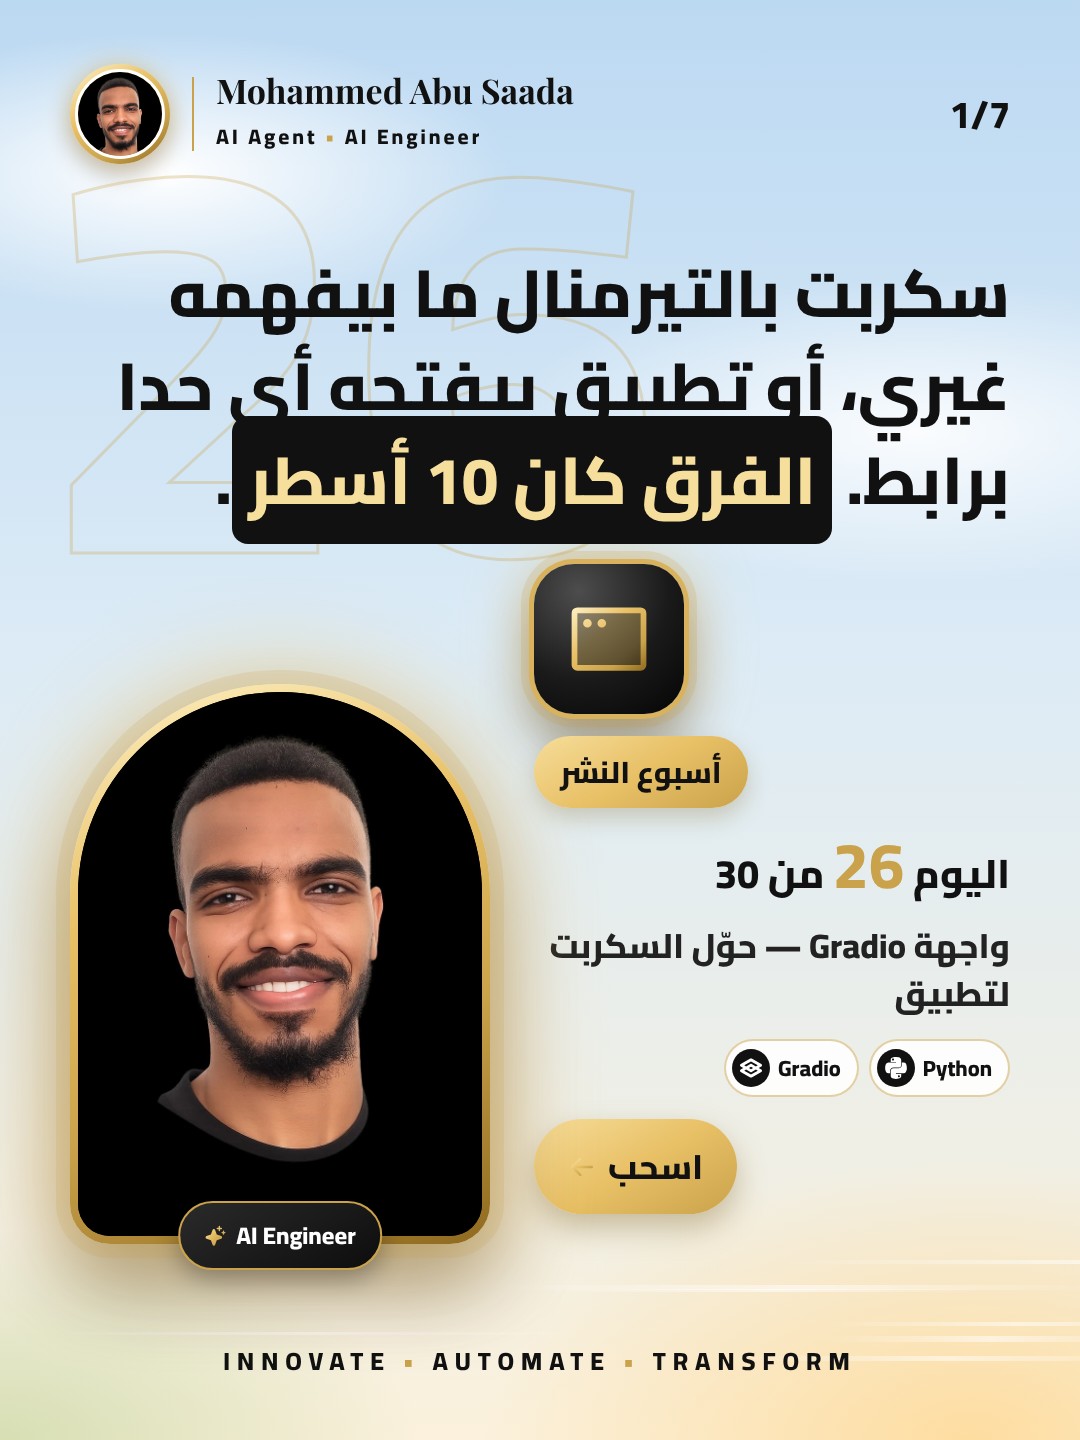 Mohammed Abu Saada
AI Agent ▪ AI Engineer
1/7
26
سكربت بالتيرمنال ما بيفهمه
غيري، أو تطبيق بيفتحه أي حدا
برابط. الفرق كان 10 أسطر.
أسبوع النشر
اليوم 26 من 30
واجهة Gradio — حوّل السكربت
لتطبيق
Python
Gradio
اسحب ←
AI Engineer
INNOVATE ▪ AUTOMATE ▪ TRANSFORM